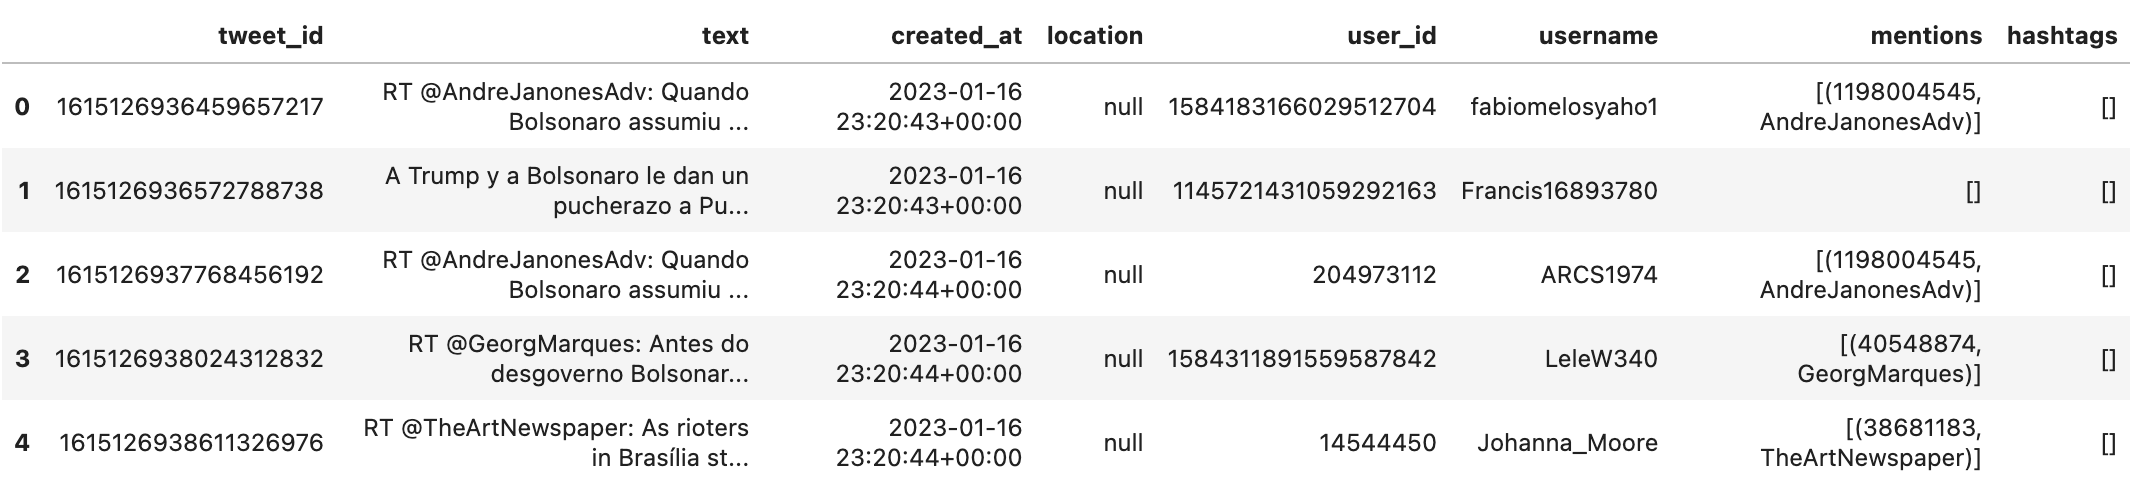 tweet_id text created_at location user_id username mentions hashtags
0 1615126936459657217 RT @AndreJanonesAdv: Quando Bolsonaro assumiu ... 2023-01-16 23:20:43+00:00 null 1584183166029512704 fabiomelosyaho1 [(1198004545, AndreJanonesAdv)] []
1 1615126936572788738 A Trump y a Bolsonaro le dan un pucherazo a Pu... 2023-01-16 23:20:43+00:00 null 1145721431059292163 Francis16893780 [] []
2 1615126937768456192 RT @AndreJanonesAdv: Quando Bolsonaro assumiu ... 2023-01-16 23:20:44+00:00 null 204973112 ARCS1974 [(1198004545, AndreJanonesAdv)] []
3 1615126938024312832 RT @GeorgMarques: Antes do desgoverno Bolsonar... 2023-01-16 23:20:44+00:00 null 1584311891559587842 LeleW340 [(40548874, GeorgMarques)] []
4 1615126938611326976 RT @TheArtNewspaper: As rioters in Brasília st... 2023-01-16 23:20:44+00:00 null 14544450 Johanna_Moore [(38681183, TheArtNewspaper)] []